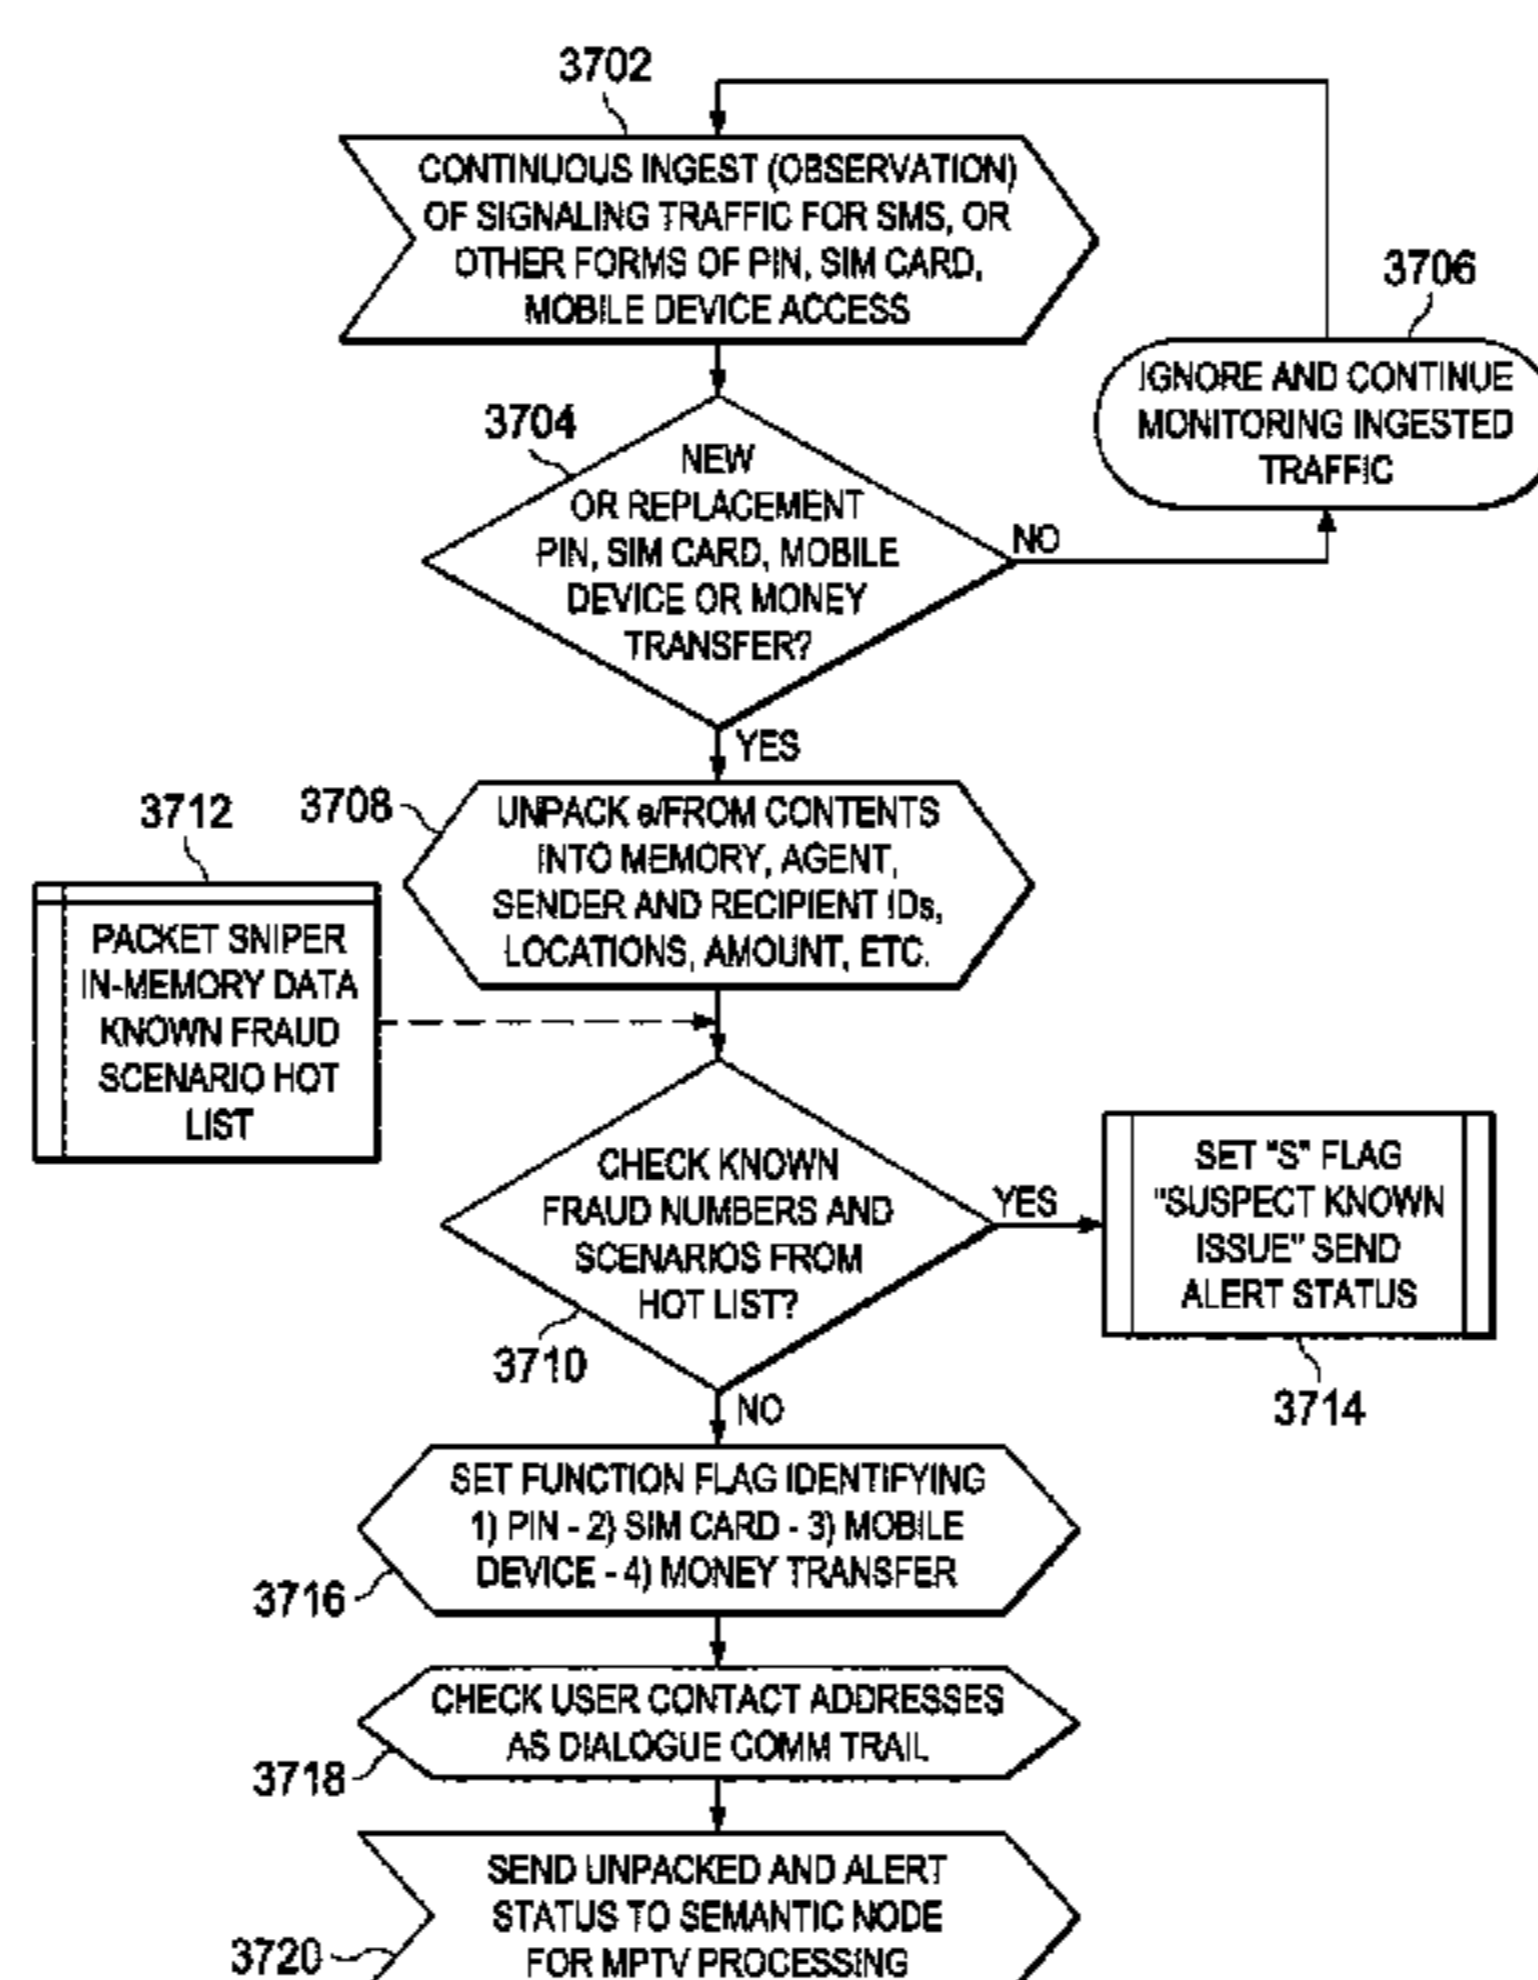 3702
CONTINUOUS INGEST (OBSERVATION)
OF SIGNALING TRAFFIC FOR SMS, OR
OTHER FORMS OF PIN, SIM CARD,
MOBILE DEVICE ACCESS
3706
IGNORE AND CONTINUE
MONITORING INGESTED
TRAFFIC
3704
NEW
OR REPLACEMENT
PIN, SIM CARD, MOBILE
DEVICE OR MONEY
TRANSFER?
NO
YES
3708
UNPACK e/FROM CONTENTS
INTO MEMORY, AGENT,
SENDER AND RECIPIENT IDs,
LOCATIONS, AMOUNT, ETC.
3712
PACKET SNIPER
IN-MEMORY DATA
KNOWN FRAUD
SCENARIO HOT
LIST
CHECK KNOWN
FRAUD NUMBERS AND
SCENARIOS FROM
HOT LIST?
3710
YES
SET "S" FLAG
"SUSPECT KNOWN
ISSUE" SEND
ALERT STATUS
3714
NO
SET FUNCTION FLAG IDENTIFYING
1) PIN - 2) SIM CARD - 3) MOBILE
DEVICE - 4) MONEY TRANSFER
3716
CHECK USER CONTACT ADDRESSES
AS DIALOGUE COMM TRAIL
3718
SEND UNPACKED AND ALERT
STATUS TO SEMANTIC NODE
FOR MPTV PROCESSING
3720